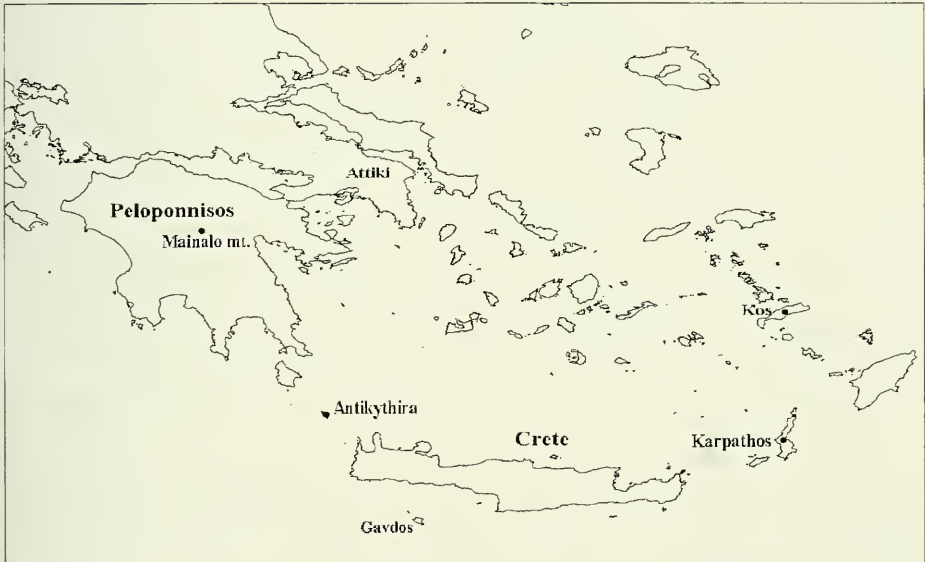 Attiki
Peloponnisos
Mainalo mt.
Kos
Antikythira
Crete
Karpathos
Gavdos